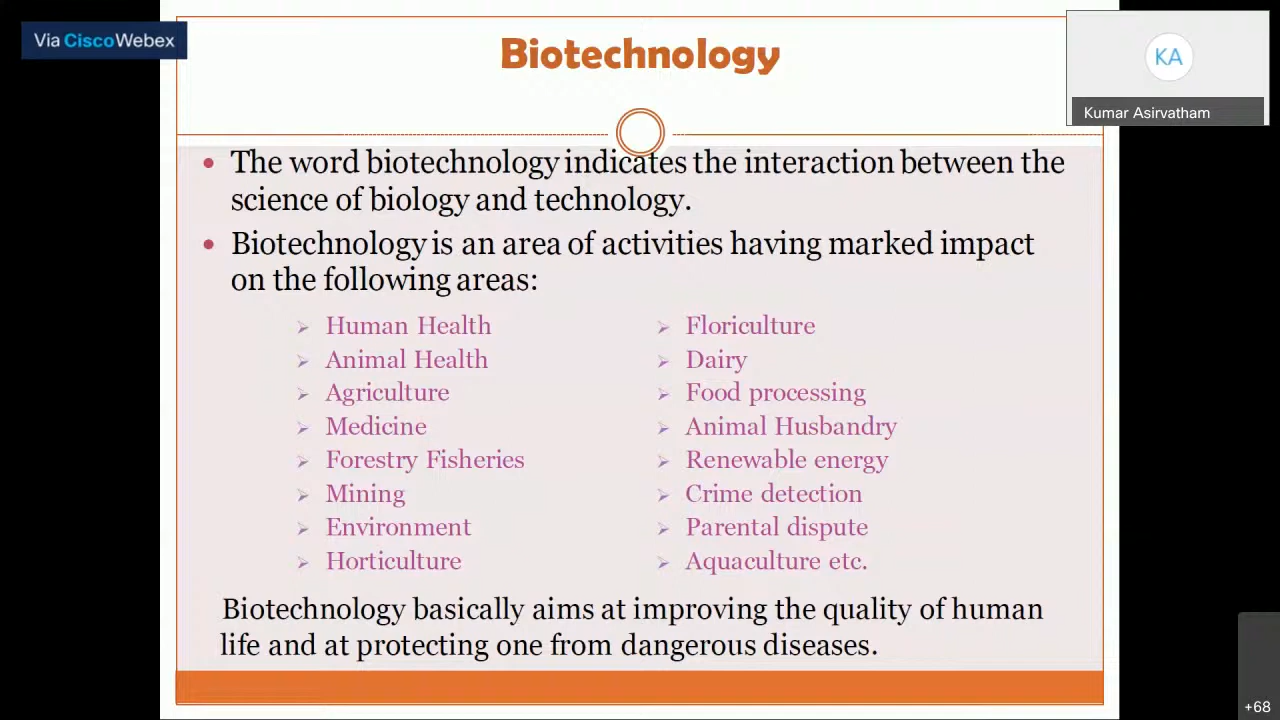 Via CiscoWebex
Biotechnology
KA
Kumar Asirvatham
The word biotechnology indicates the interaction between the
science of biology and technology.
Biotechnology is an area of activities having marked impact
on the following areas:
Human Health
Animal Health
Agriculture
Medicine
Forestry Fisheries
Mining
Environment
Horticulture
Floriculture
Dairy
Food processing
Animal Husbandry
Renewable energy
Crime detection
Parental dispute
Aquaculture etc.
Biotechnology basically aims at improving the quality of human
life and at protecting one from dangerous diseases.
+68